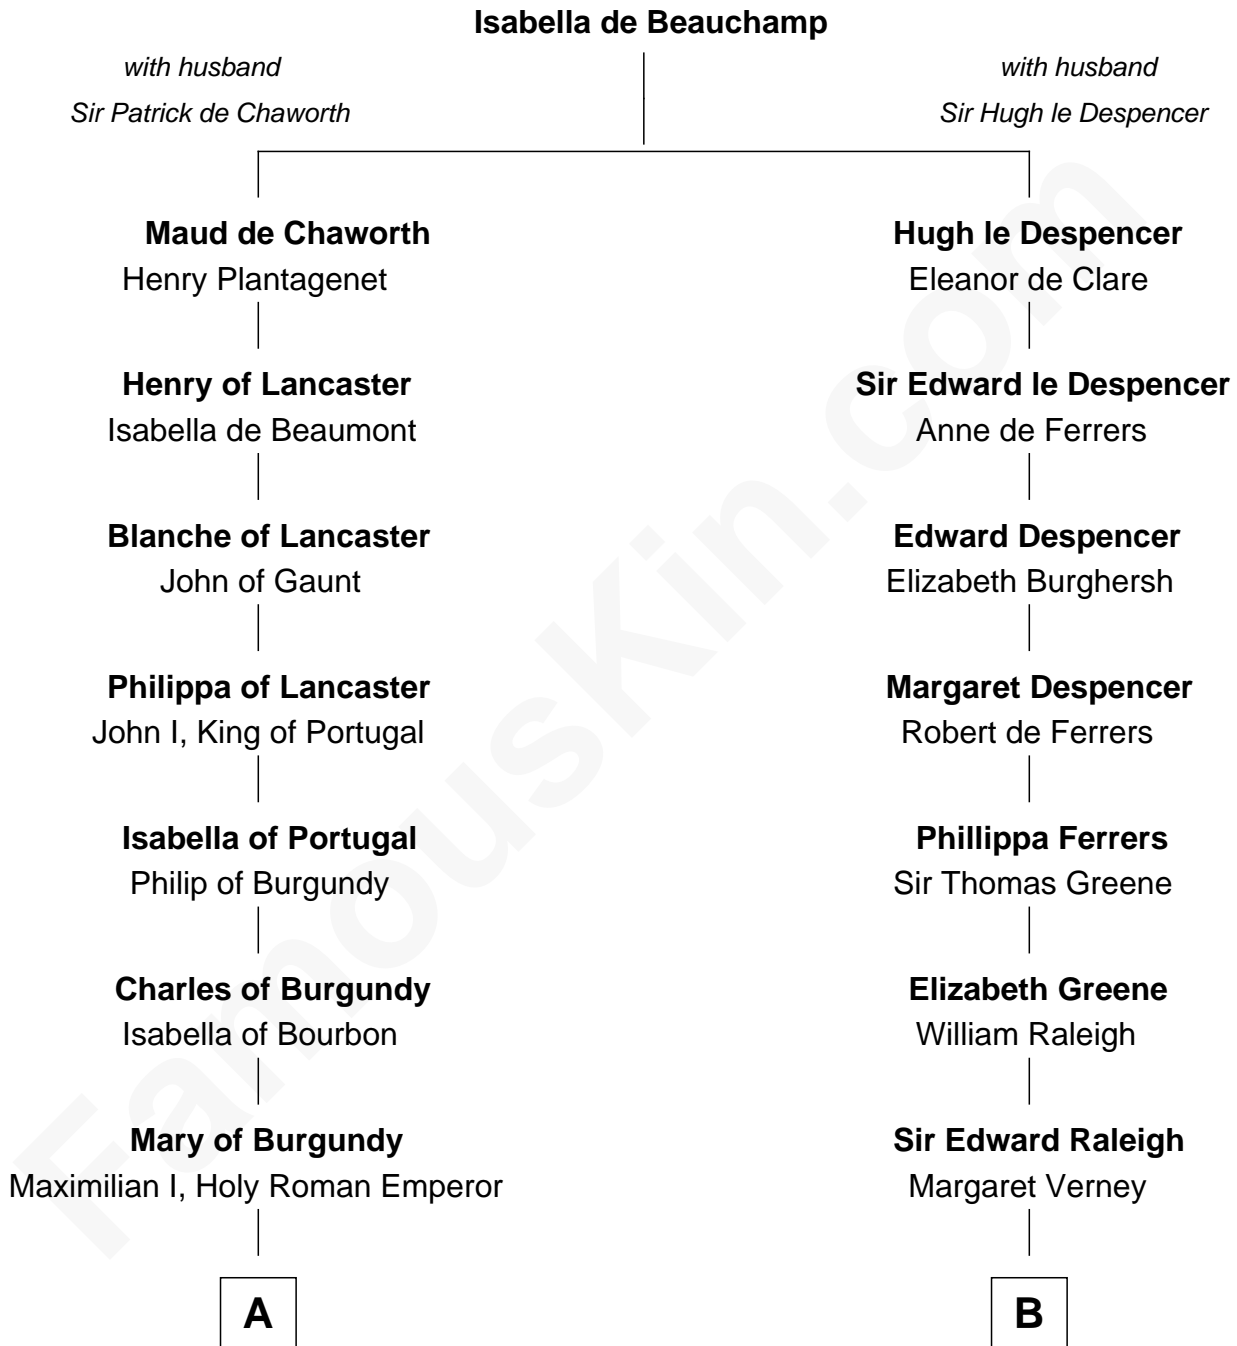 Isabella de Beauchamp
with husband
Sir Patrick de Chaworth
with husband
Sir Hugh le Despencer
Maud de Chaworth
Henry Plantagenet
Hugh le Despencer
Eleanor de Clare
Henry of Lancaster
Isabella de Beaumont
Sir Edward le Despencer
Anne de Ferrers
Blanche of Lancaster
John of Gaunt
Edward Despencer
Elizabeth Burghersh
Philippa of Lancaster
John I, King of Portugal
Margaret Despencer
Robert de Ferrers
Isabella of Portugal
Philip of Burgundy
Phillippa Ferrers
Sir Thomas Greene
Charles of Burgundy
Isabella of Bourbon
Elizabeth Greene
William Raleigh
Mary of Burgundy
Maximilian I, Holy Roman Emperor
Sir Edward Raleigh
Margaret Verney
A
B
FamousKin.com